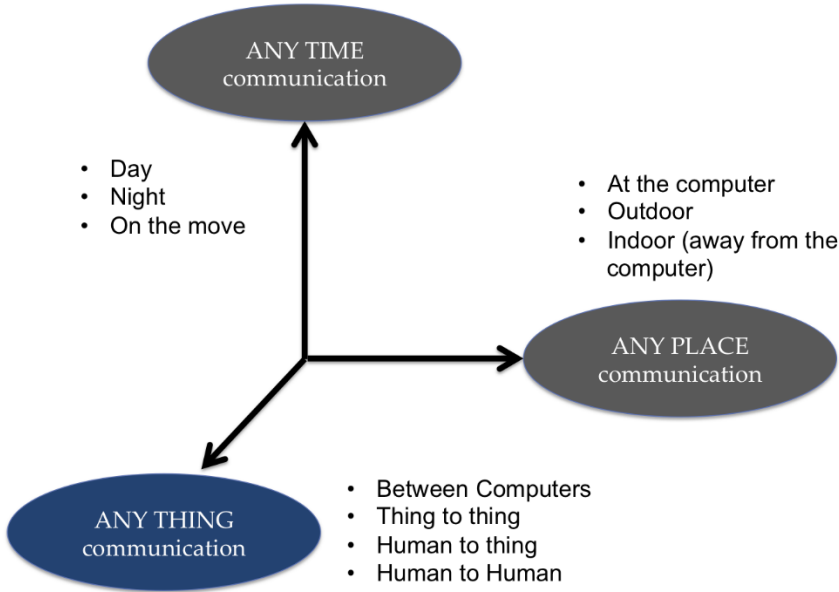 ANY TIME
communication
• Day
• Night
• On the move
• At the computer
• Outdoor
• Indoor (away from the
computer)
ANY PLACE
communication
ANY THING
communication
• Between Computers
• Thing to thing
• Human to thing
• Human to Human